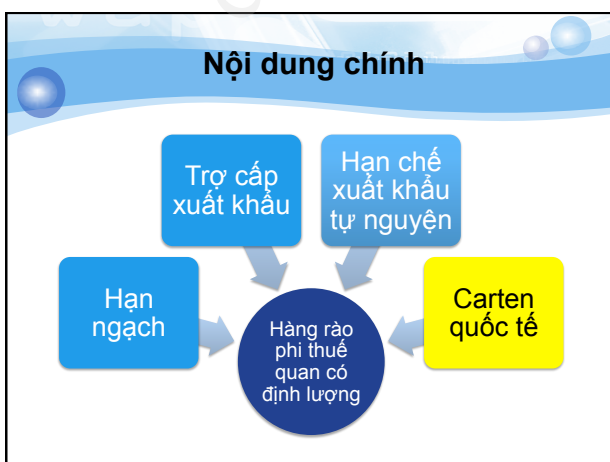 Nội dung chính
Trợ cấp
xuất khẩu
Hạn chế
xuất khẩu
tự nguyện
Hạn
ngạch
Hàng rào
phi thuế
quan có
định lượng
Carten
quốc tế